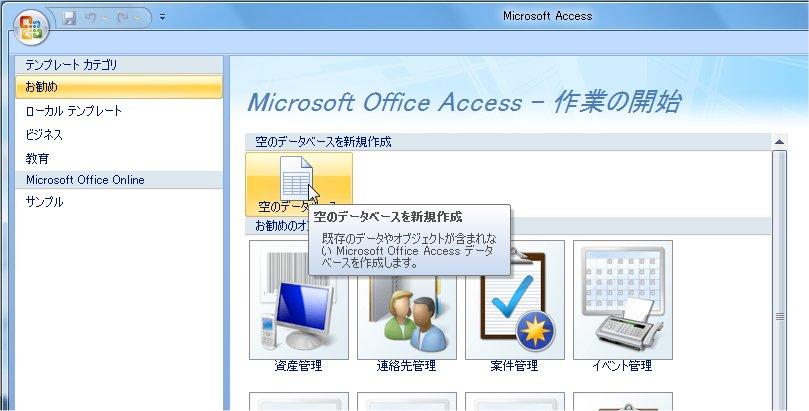 Microsoft Access
テンプレート カテゴリ
お勧め
ローカル テンプレート
ビジネス
教育
Microsoft Office Online
サンプル
Microsoft Office Access - 作業の開始
空のデータベースを新規作成
空のデータ
空のデータベースを新規作成
既存のデータやオブジェクトが含まれな
い Microsoft Office Access データ
ベースを作成します。
お勧めのオ
資産管理
連絡先管理
案件管理
イベント管理